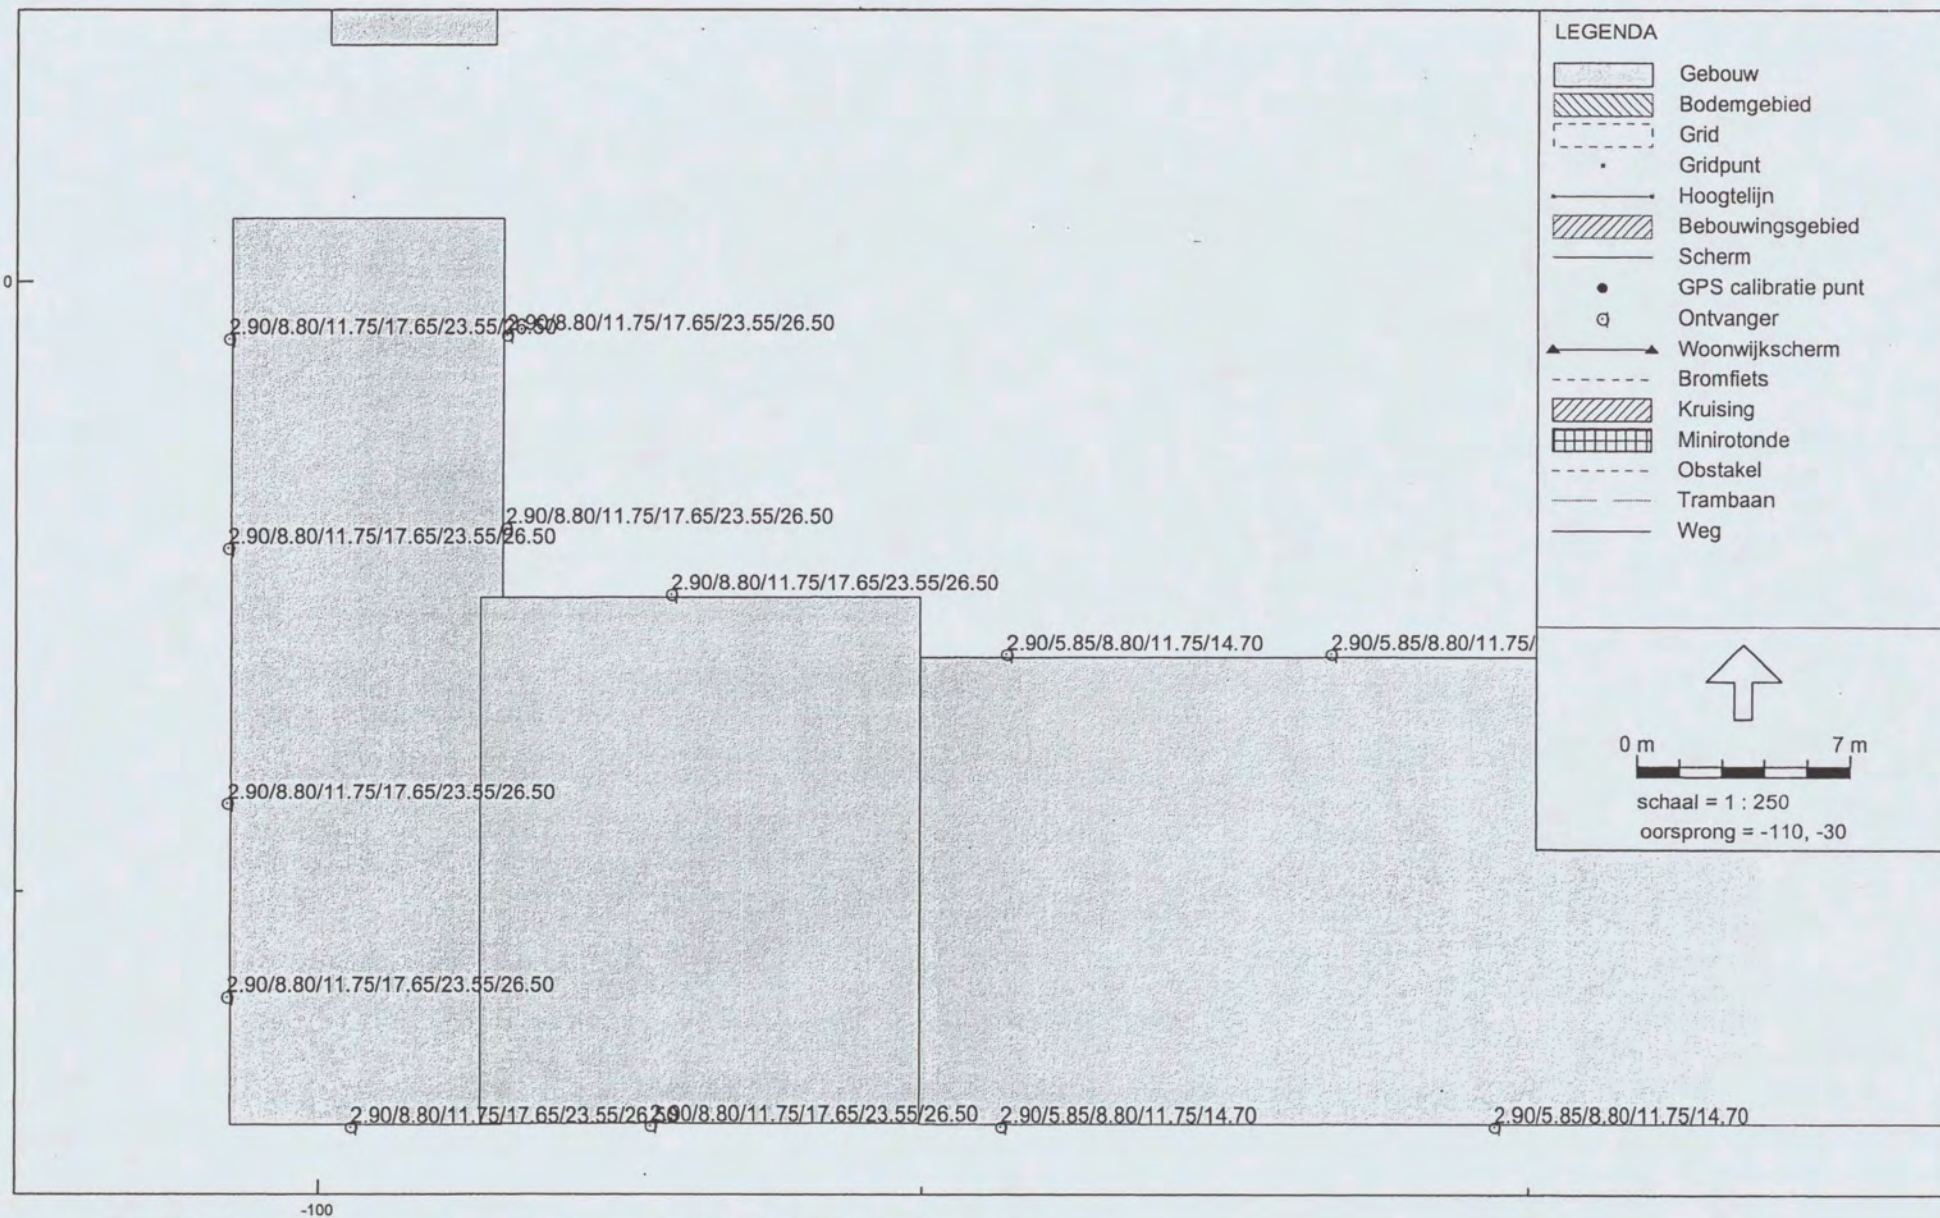 LEGENDA
Gebouw
Bodemgebied
Grid
Gridpunt
Hoogtelijn
Bebouwingsgebied
Scherm
GPS calibratie punt
Ontvanger
Woonwijkscherm
Bromfiets
Kruising
Minirotonde
Obstakel
Trambaan
Weg
0 m 7 m
schaal = 1 : 250
oorsprong = -110, -30
0
2.90/8.80/11.75/17.65/23.55/26.50
2.90/8.80/11.75/17.65/23.55/26.50
2.90/8.80/11.75/17.65/23.55/26.50
2.90/8.80/11.75/17.65/23.55/26.50
2.90/8.80/11.75/17.65/23.55/26.50
2.90/5.85/8.80/11.75/14.70
2.90/5.85/8.80/11.75/
2.90/8.80/11.75/17.65/23.55/26.50
2.90/8.80/11.75/17.65/23.55/26.50
2.90/8.80/11.75/17.65/23.55/26.50
2.90/8.80/11.75/17.65/23.55/26.50
2.90/5.85/8.80/11.75/14.70
2.90/5.85/8.80/11.75/14.70
-100